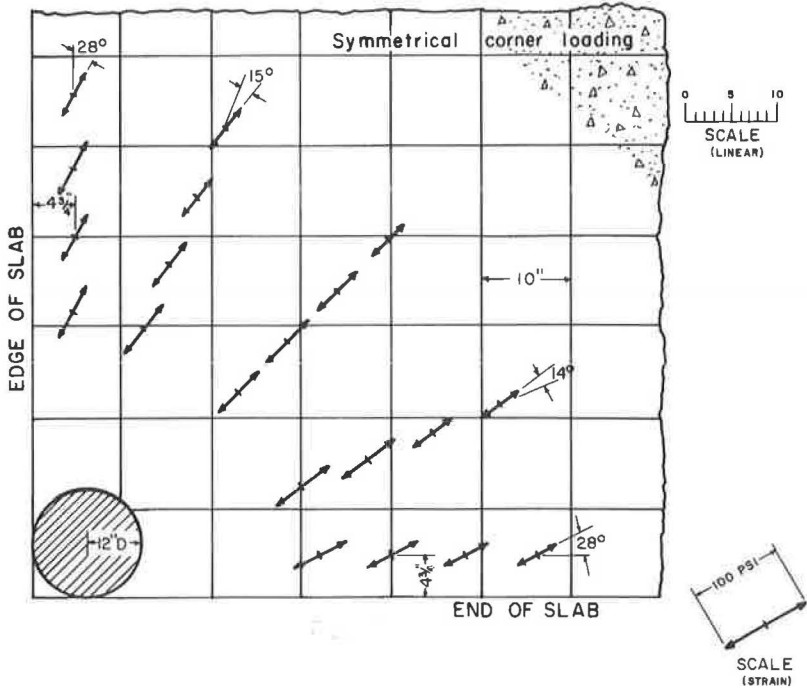 Symmetrical corner loading
28°
15°
0 5 10
SCALE
(LINEAR)
4¾"
EDGE OF SLAB
10"
14°
12"D
28°
4¾"
END OF SLAB
100 PSI
SCALE
(STRAIN)